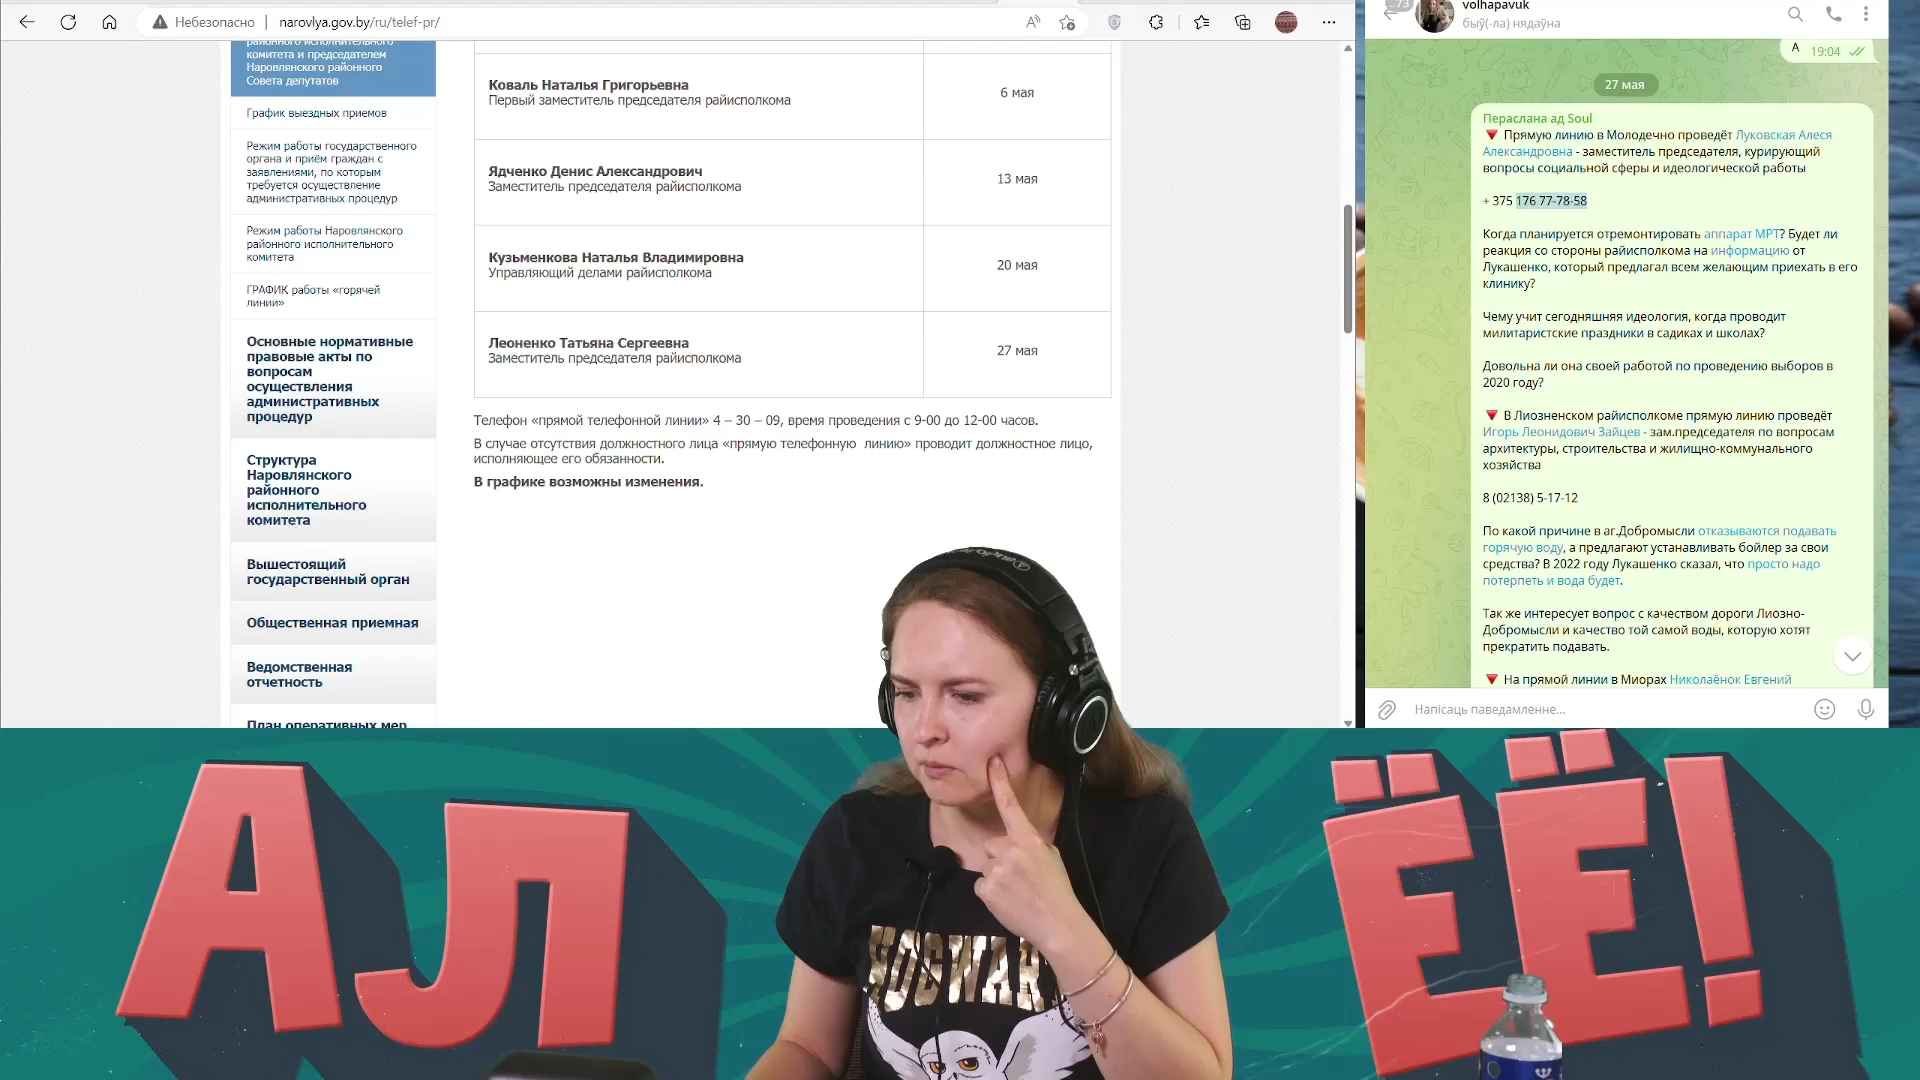 Небезопасно
narovlya.gov.by/ru/telef-pr/
районного исполнительного
комитета и председателем
Наровлянского районного
Совета депутатов
График выездных приемов
Режим работы государственного
органа и приём граждан с
заявлениями, по которым
требуется осуществление
административных процедур
Режим работы Наровлянского
районного исполнительного
комитета
ГРАФИК работы «горячей
линии»
Основные нормативные
правовые акты по
вопросам
осуществления
административных
процедур
Структура
Наровлянского
районного
исполнительного
комитета
Вышестоящий
государственный орган
Общественная приемная
Ведомственная
отчетность
План оперативных мер
Коваль Наталья Григорьевна
Первый заместитель председателя райисполкома
6 мая
Ядченко Денис Александрович
Заместитель председателя райисполкома
13 мая
Кузьменкова Наталья Владимировна
Управляющий делами райисполкома
20 мая
Леоненко Татьяна Сергеевна
Заместитель председателя райисполкома
27 мая
Телефон «прямой телефонной линии» 4 – 30 – 09, время проведения с 9-00 до 12-00 часов.
В случае отсутствия должностного лица «прямую телефонную линию» проводит должностное лицо,
исполняющее его обязанности.
В графике возможны изменения.
volhapavuk
быў(-ла) нядаўна
А 19:04
27 мая
Пераслана ад Soul
🔻 Прямую линию в Молодечно проведёт Луковская Алеся
Александровна - заместитель председателя, курирующий
вопросы социальной сферы и идеологической работы
+ 375 176 77-78-58
Когда планируется отремонтировать аппарат МРТ? Будет ли
реакция со стороны райисполкома на информацию от
Лукашенко, который предлагал всем желающим приехать в его
клинику?
Чему учит сегодняшняя идеология, когда проводит
милитаристские праздники в садиках и школах?
Довольна ли она своей работой по проведению выборов в
2020 году?
🔻 В Лиозненском райисполкоме прямую линию проведёт
Игорь Леонидович Зайцев - зам.председателя по вопросам
архитектуры, строительства и жилищно-коммунального
хозяйства
8 (02138) 5-17-12
По какой причине в аг.Добромысли отказываются подавать
горячую воду, а предлагают устанавливать бойлер за свои
средства? В 2022 году Лукашенко сказал, что просто надо
потерпеть и вода будет.
Так же интересует вопрос с качеством дороги Лиозно-
Добромысли и качество той самой воды, которую хотят
прекратить подавать.
🔻 На прямой линии в Миорах Николаёнок Евгений
Напісаць паведамленне...
АЛ ЁЁ!